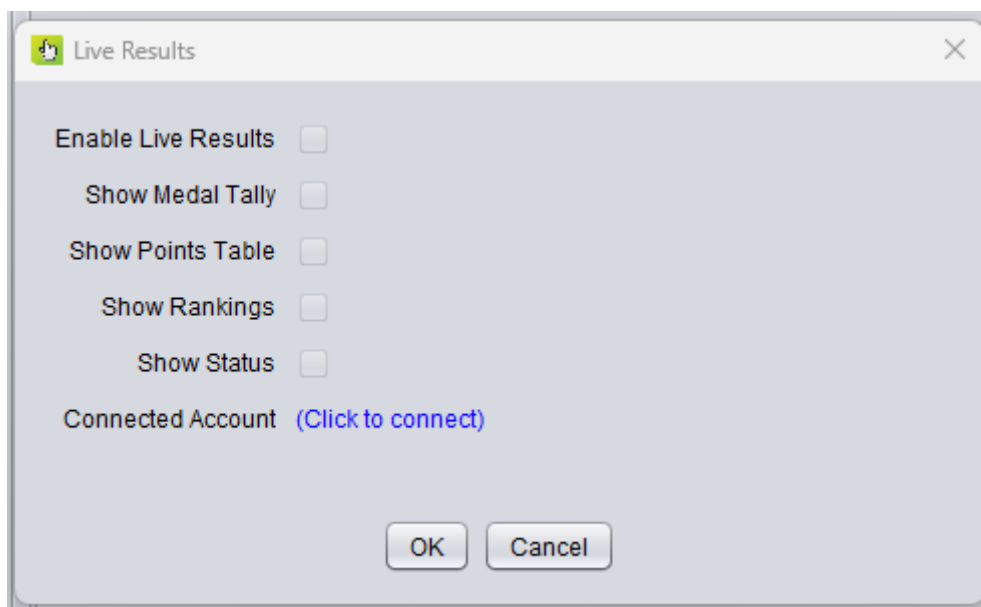 Live Results
Enable Live Results
Show Medal Tally
Show Points Table
Show Rankings
Show Status
Connected Account (Click to connect)
OK Cancel